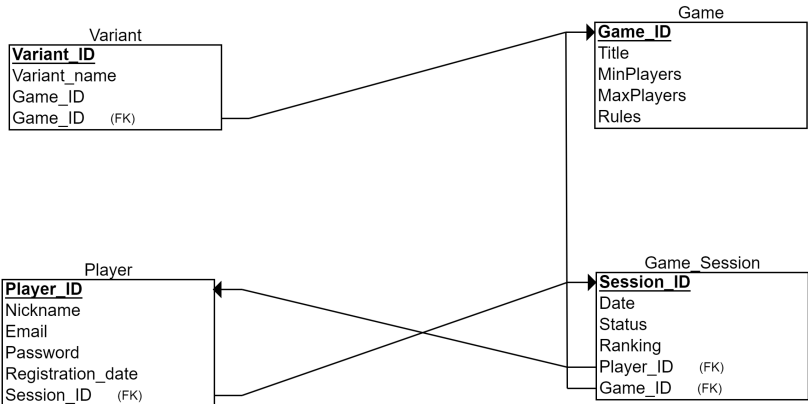 Variant
Variant_ID
Variant_name
Game_ID
Game_ID (FK)
Game
Game_ID
Title
MinPlayers
MaxPlayers
Rules
Player
Player_ID
Nickname
Email
Password
Registration_date
Session_ID (FK)
Game_Session
Session_ID
Date
Status
Ranking
Player_ID (FK)
Game_ID (FK)